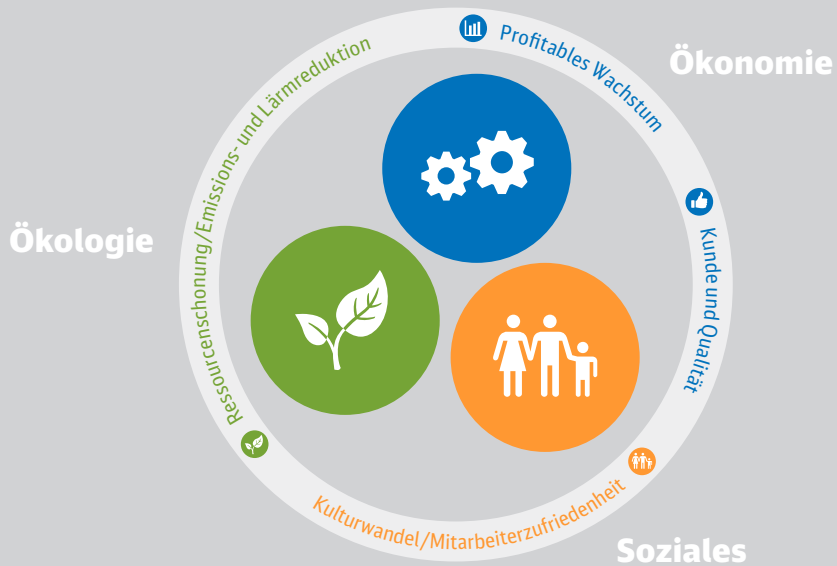 Profitables Wachstum
Ökonomie
Ressourcenschonung/Emissions- und Lärmreduktion
Ökologie
Kunde und Qualität
Kulturwandel/Mitarbeiterzufriedenheit
Soziales